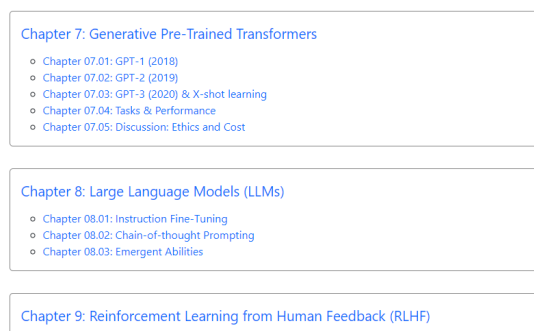 Chapter 7: Generative Pre-Trained Transformers
Chapter 07.01: GPT-1 (2018)
Chapter 07.02: GPT-2 (2019)
Chapter 07.03: GPT-3 (2020) & X-shot learning
Chapter 07.04: Tasks & Performance
Chapter 07.05: Discussion: Ethics and Cost
Chapter 8: Large Language Models (LLMs)
Chapter 08.01: Instruction Fine-Tuning
Chapter 08.02: Chain-of-thought Prompting
Chapter 08.03: Emergent Abilities
Chapter 9: Reinforcement Learning from Human Feedback (RLHF)